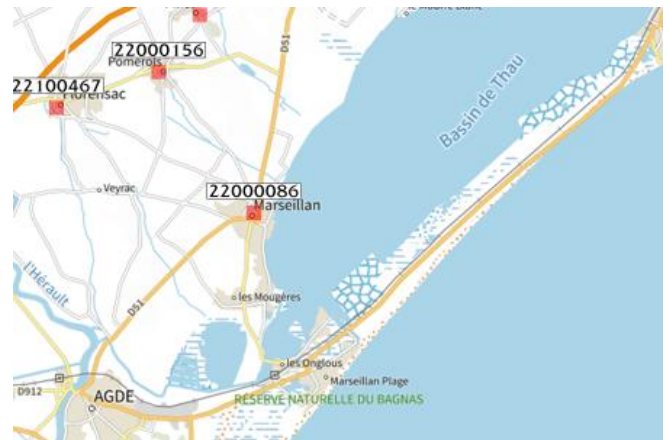 D51
22000156
Pomérols
22100467
Florensac
Bassin de Thau
Veyrac
22000086
Marseillan
l'Hérault
D51
les Mougères
les Onglous
Marseillan Plage
D912
AGDE
RÉSERVE NATURELLE DU BAGNAS